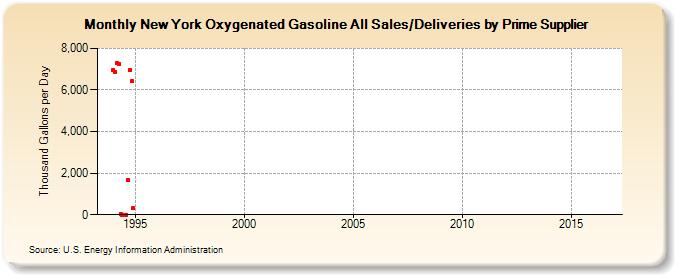 Monthly New York Oxygenated Gasoline All Sales/Deliveries by Prime Supplier
Thousand Gallons per Day
8,000
6,000
4,000
2,000
0
1995 2000 2005 2010 2015
Source: U.S. Energy Information Administration